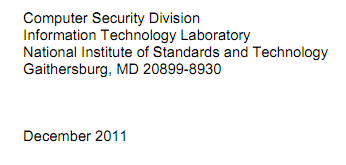 Computer Security Division
Information Technology Laboratory
National Institute of Standards and Technology
Gaithersburg, MD 20899-8930
December 2011